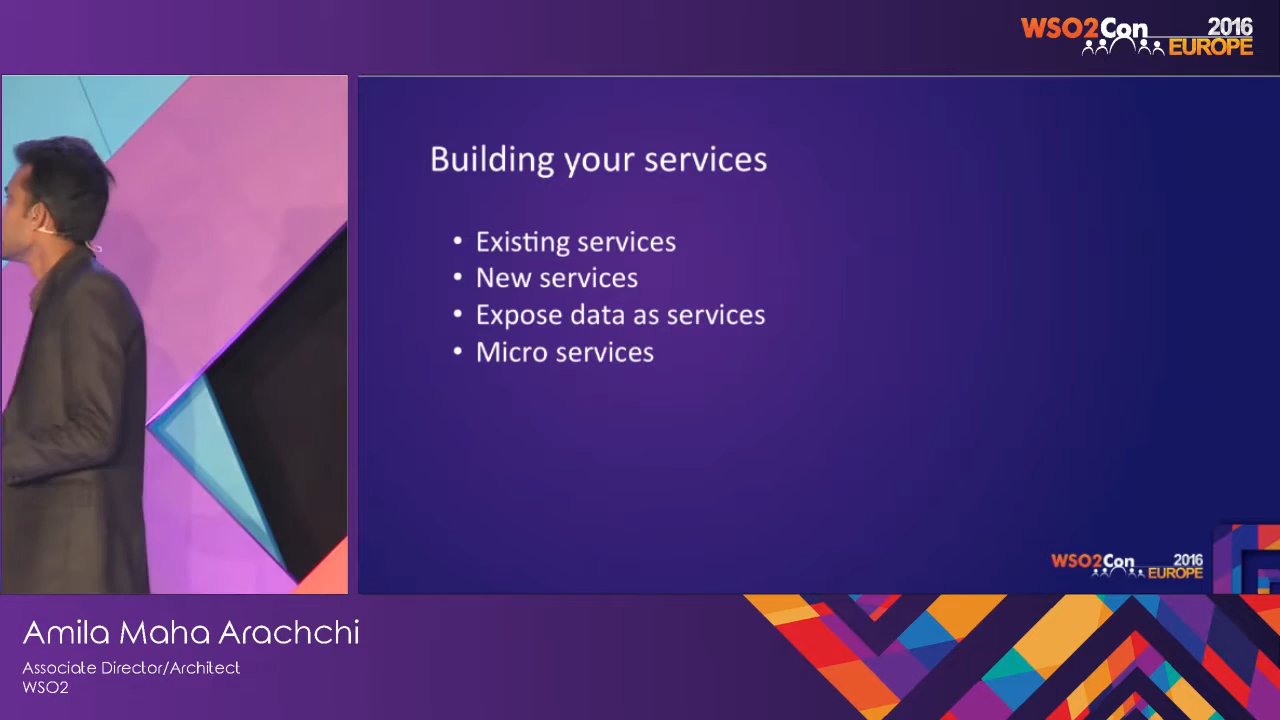 WSO2Con 2016
EUROPE
Building your services
• Existing services
• New services
• Expose data as services
• Micro services
WSO2Con 2016
EUROPE
Amila Maha Arachchi
Associate Director/Architect
WSO2